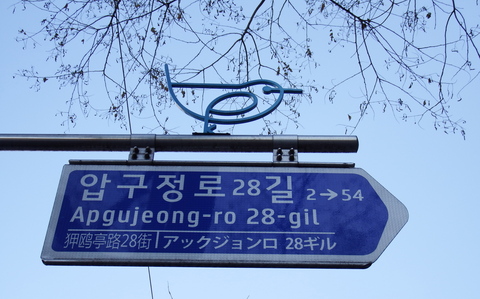 압구정로 28길 2→54
Apgujeong-ro 28-gil
狎鸥亭路28街 | アックジョンロ 28ギル